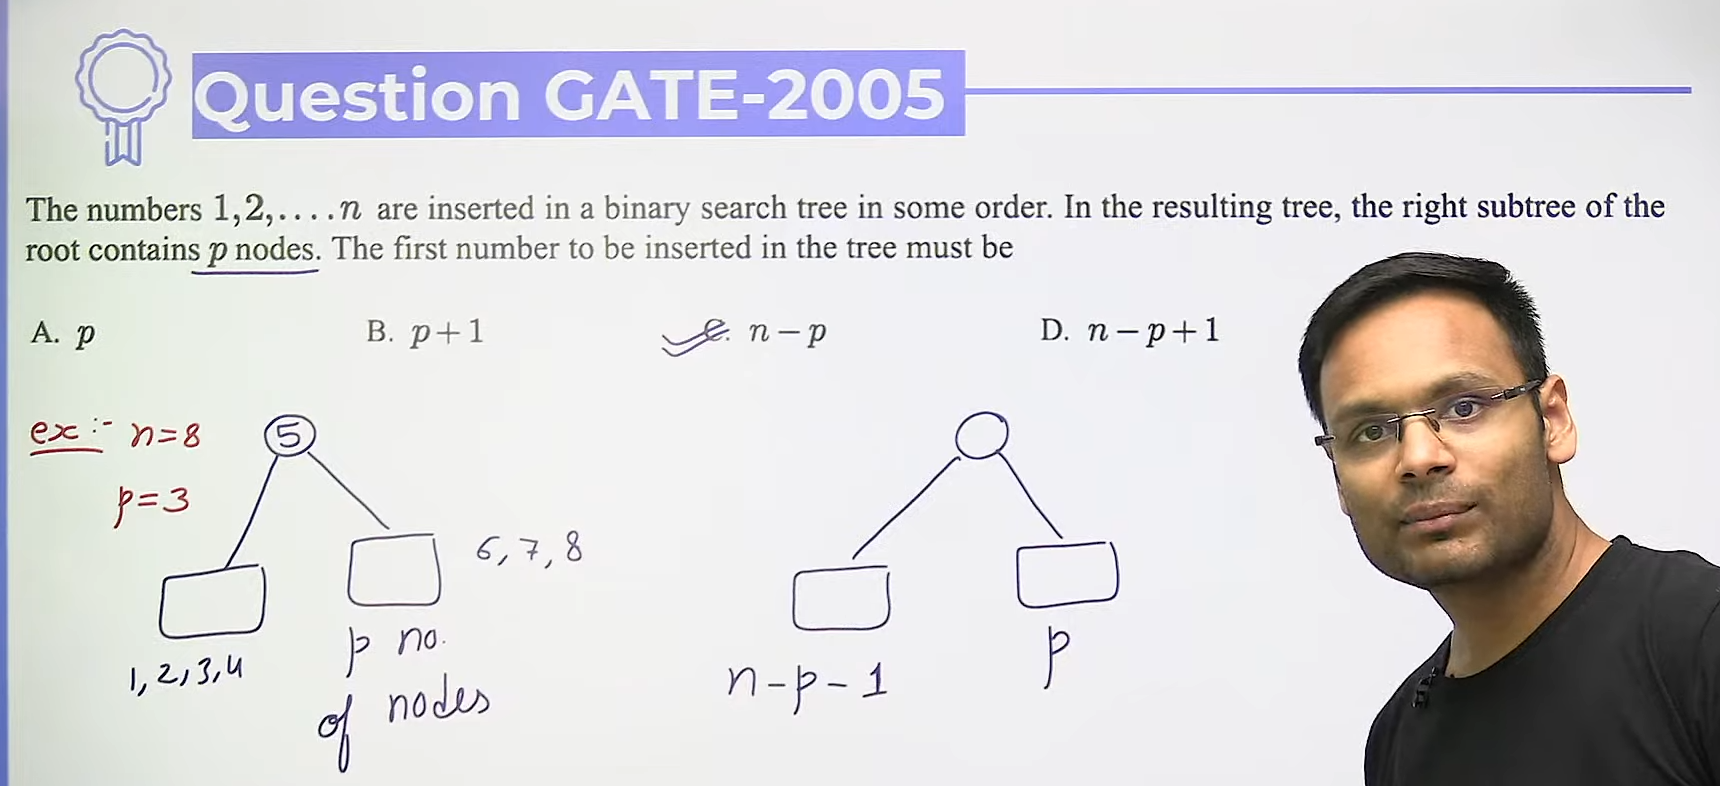 Question GATE-2005
The numbers 1,2,....n are inserted in a binary search tree in some order. In the resulting tree, the right subtree of the
root contains p nodes. The first number to be inserted in the tree must be
A. p B. p+1 C. n−p D. n−p+1
ex:- n=8
p=3
5
6,7,8
1,2,3,4
p no.
of nodes
n-p-1
p